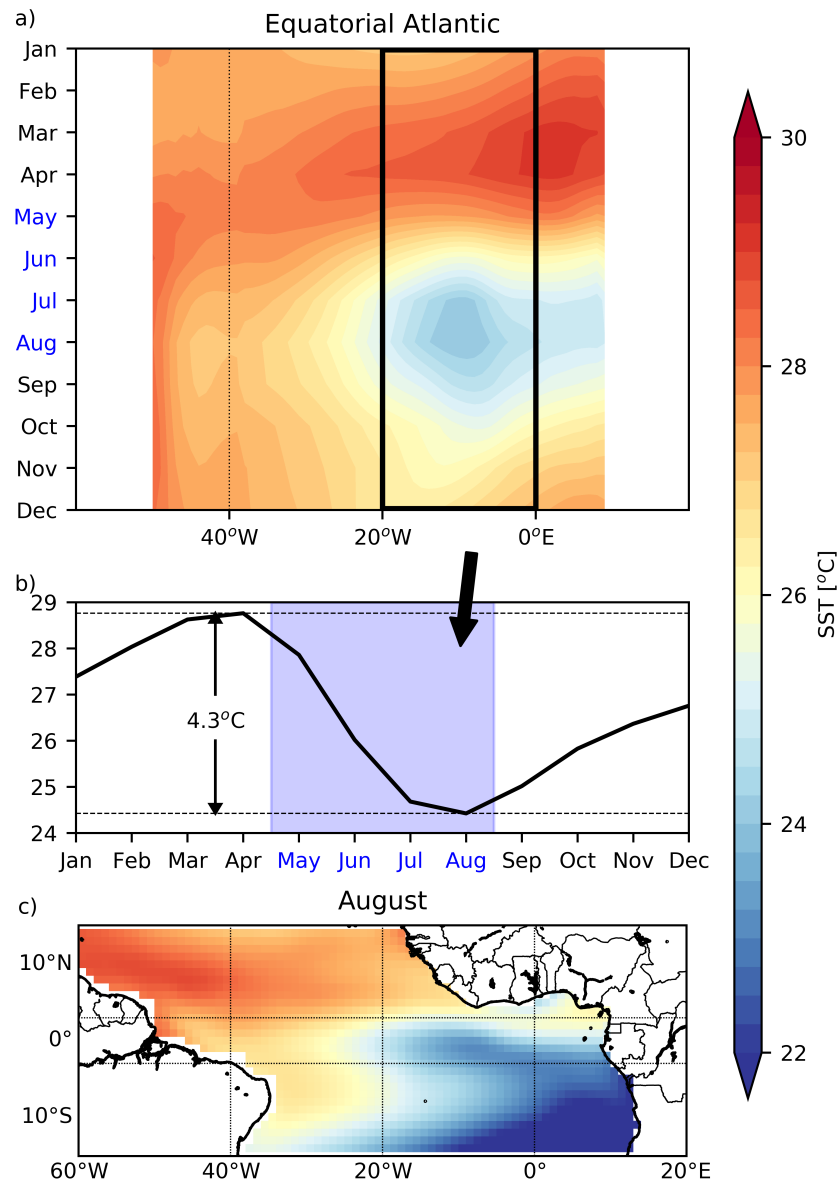 a)
Equatorial Atlantic
Jan
Feb
Mar
Apr
May
Jun
Jul
Aug
Sep
Oct
Nov
Dec
40°W 20°W 0°E
30
28
26
24
22
SST [°C]
b)
29
28
27
26
25
24
4.3°C
Jan Feb Mar Apr May Jun Jul Aug Sep Oct Nov Dec
c)
August
10°N
0°
10°S
60°W 40°W 20°W 0° 20°E